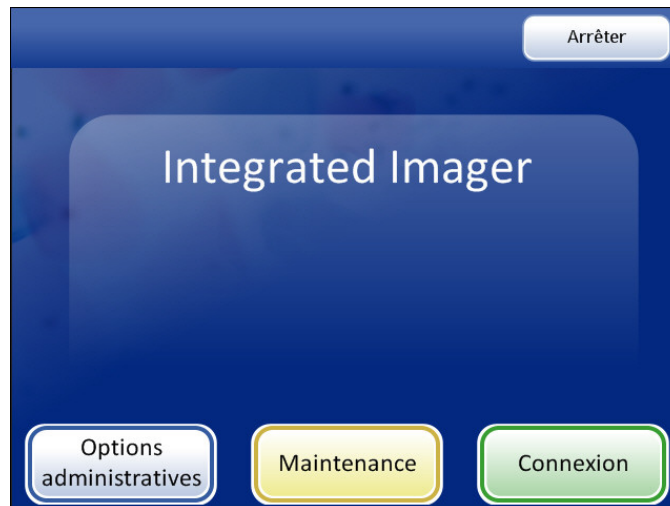 Arrêter
Integrated Imager
Options
administratives
Maintenance
Connexion